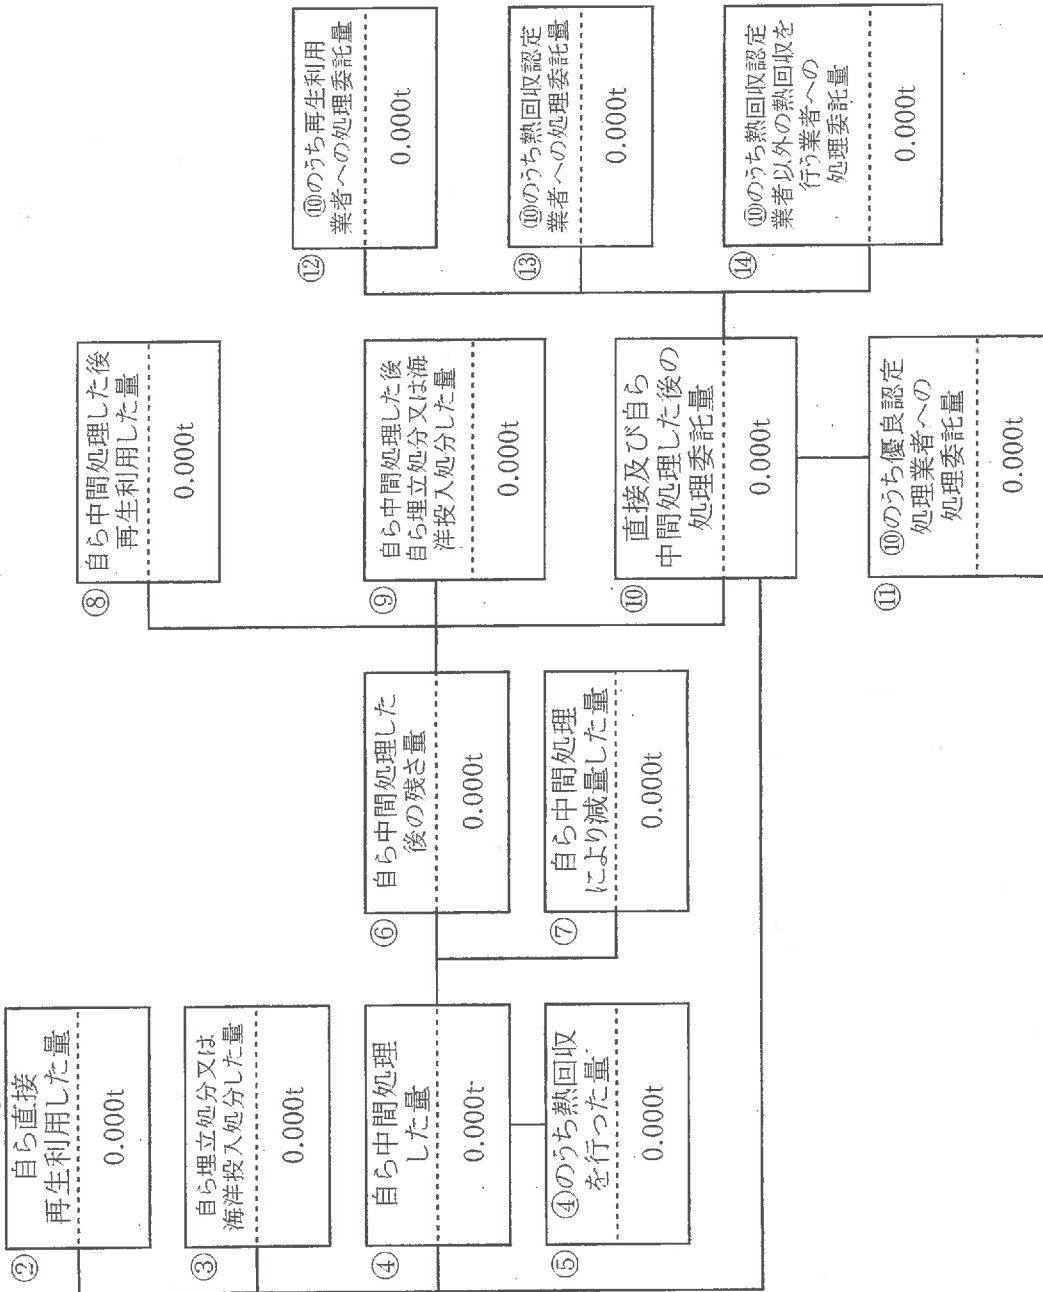 ②
自ら直接
再生利用した量
0.000t
③
自ら埋立処分又は
海洋投入処分した量
0.000t
④
自ら中間処理
した量
0.000t
⑤
④のうち熱回収
を行った量
0.000t
⑥
自ら中間処理した
後の残さ量
0.000t
⑦
自ら中間処理
により減量した量
0.000t
⑧
自ら中間処理した後
再生利用した量
0.000t
⑨
自ら中間処理した後
自ら埋立処分又は海
洋投入処分した量
0.000t
⑩
直接及び自ら
中間処理した後の
処理委託量
0.000t
⑪
⑩のうち優良認定
処理業者への
処理委託量
0.000t
⑫
⑩のうち再生利用
業者への処理委託量
0.000t
⑬
⑩のうち熱回収認定
業者への処理委託量
0.000t
⑭
⑩のうち熱回収認定
業者以外の熱回収を
行う業者への
処理委託量
0.000t